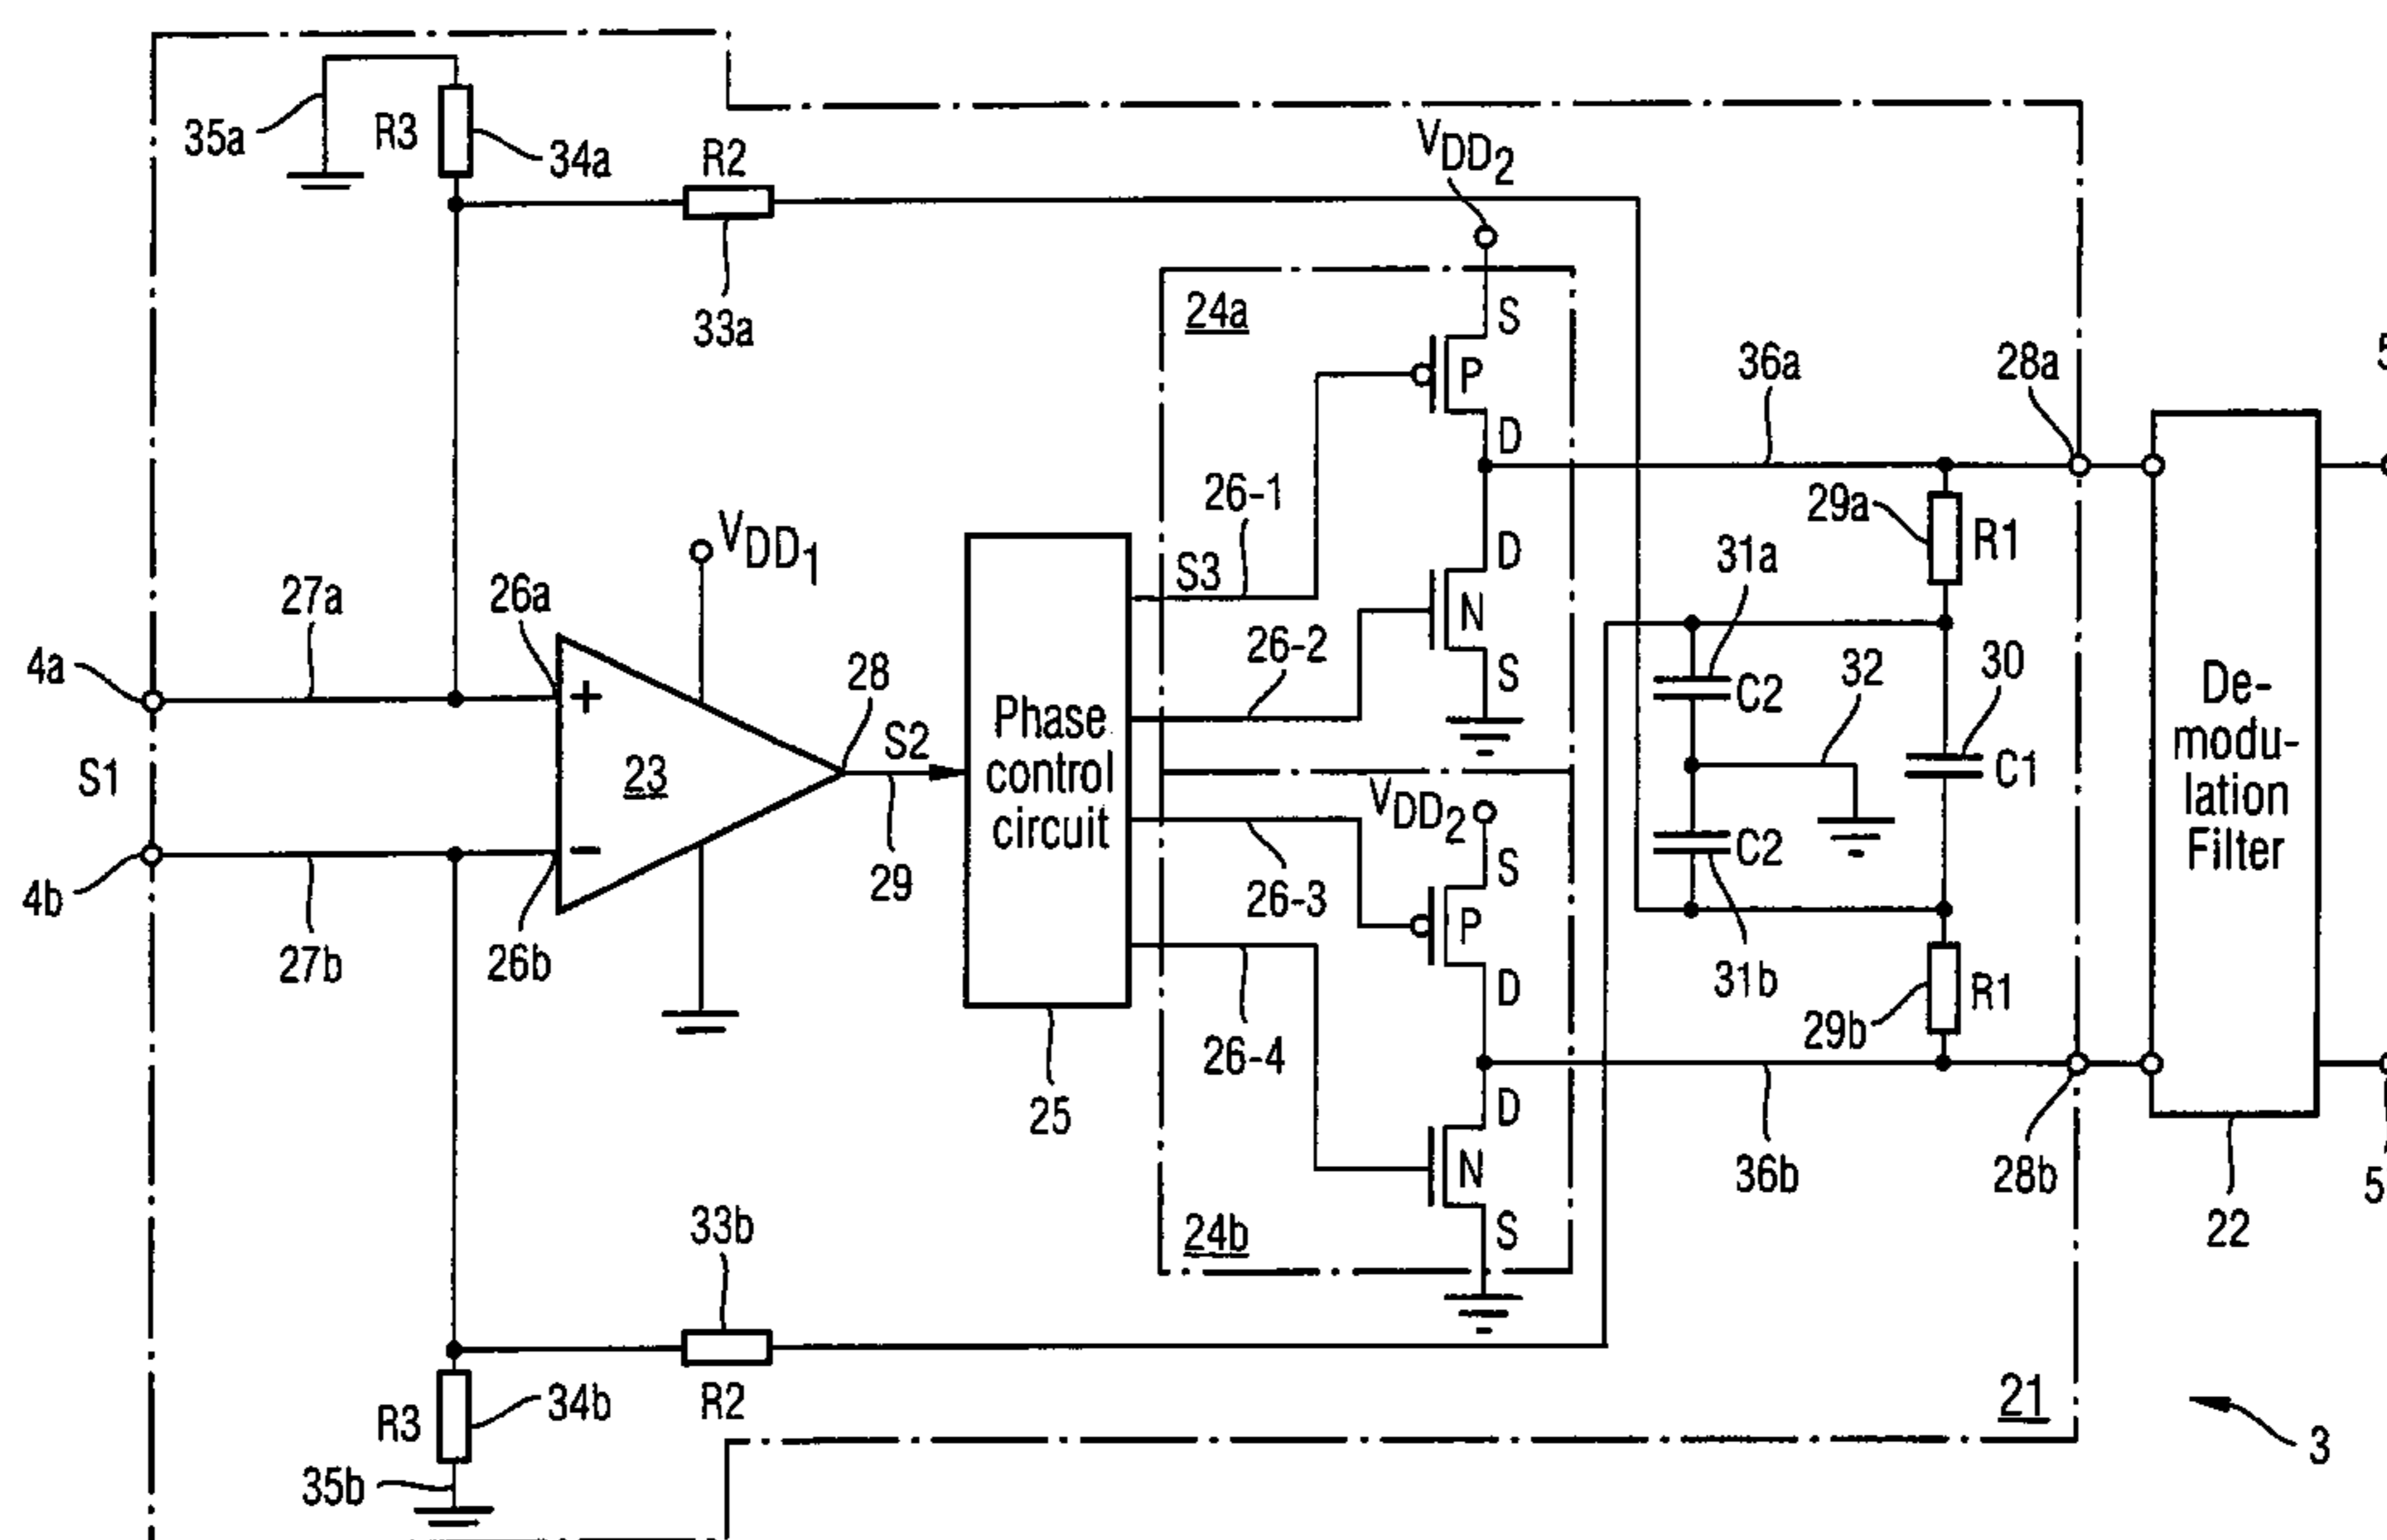 35a
R3
34a
R2
33a
VDD2
24a
S
P
D
36a
28a
5
26-1
29a
R1
D
31a
VDD1
S3
27a
26a
N
26-2
4a
+
28
S
32
30
C2
C1
S1
23
S2
Phase
control
circuit
De-
modu-
lation
Filter
VDD2
C2
S
4b
-
29
26-3
P
27b
26b
31b
D
R1
29b
26-4
25
D
36b
28b
N
5
22
33b
24b
S
R3
34b
R2
21
3
35b